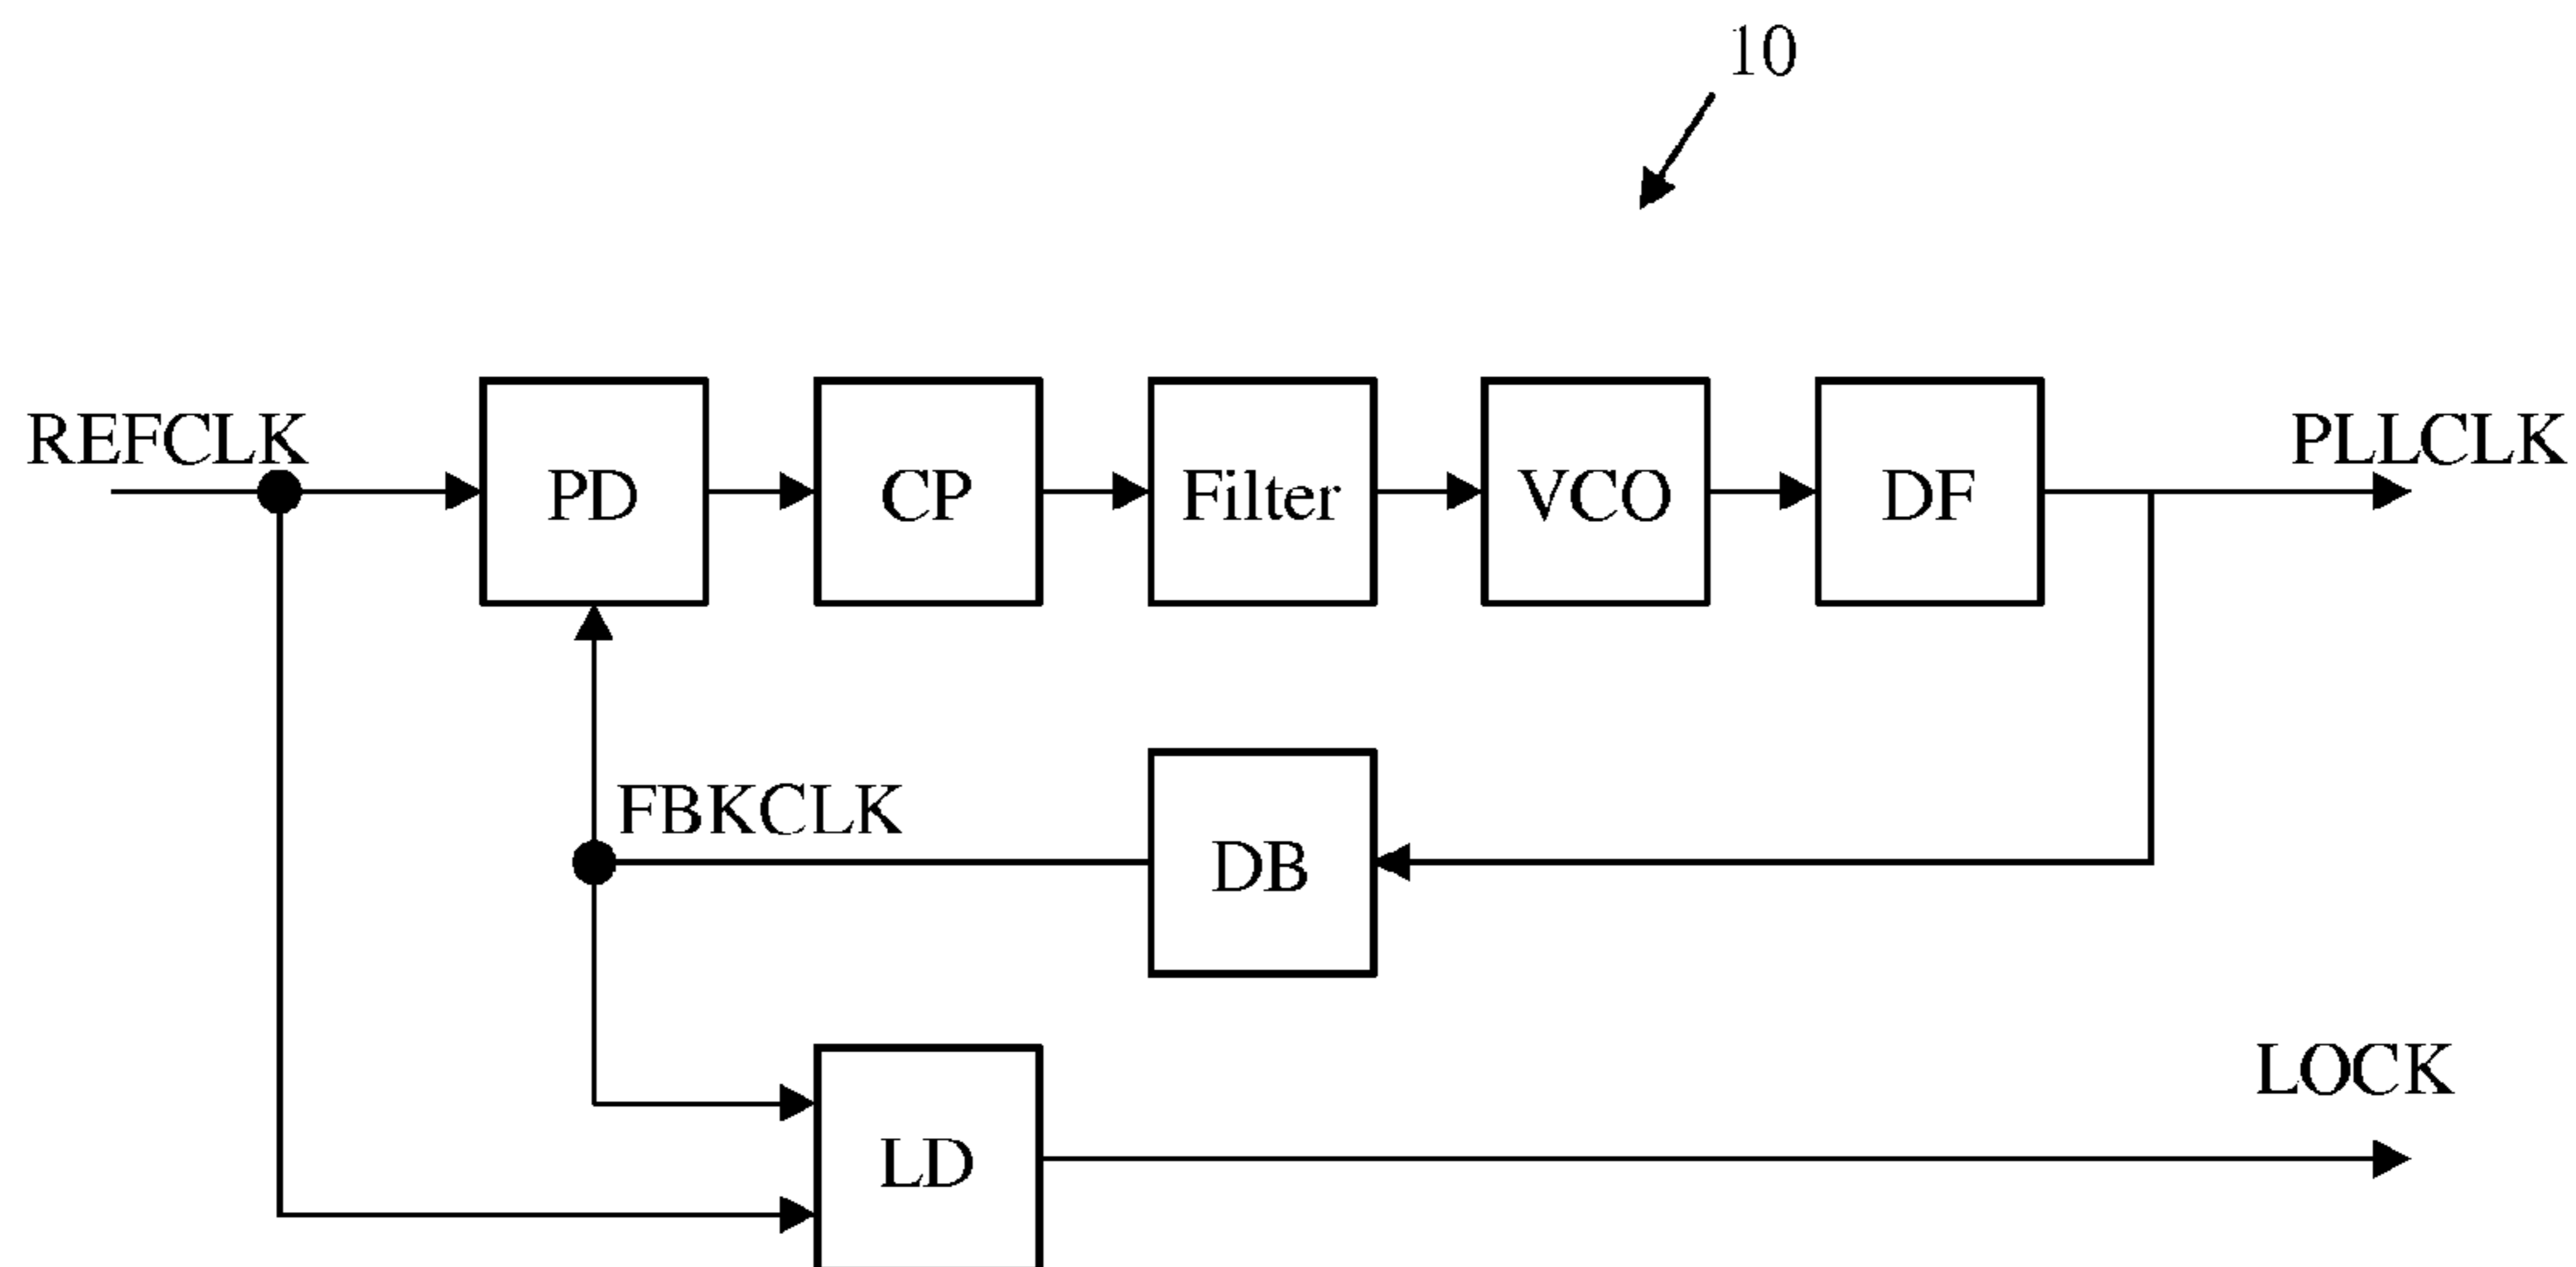 10
REFCLK
PD
CP
Filter
VCO
DF
PLLCLK
FBKCLK
DB
LOCK
LD